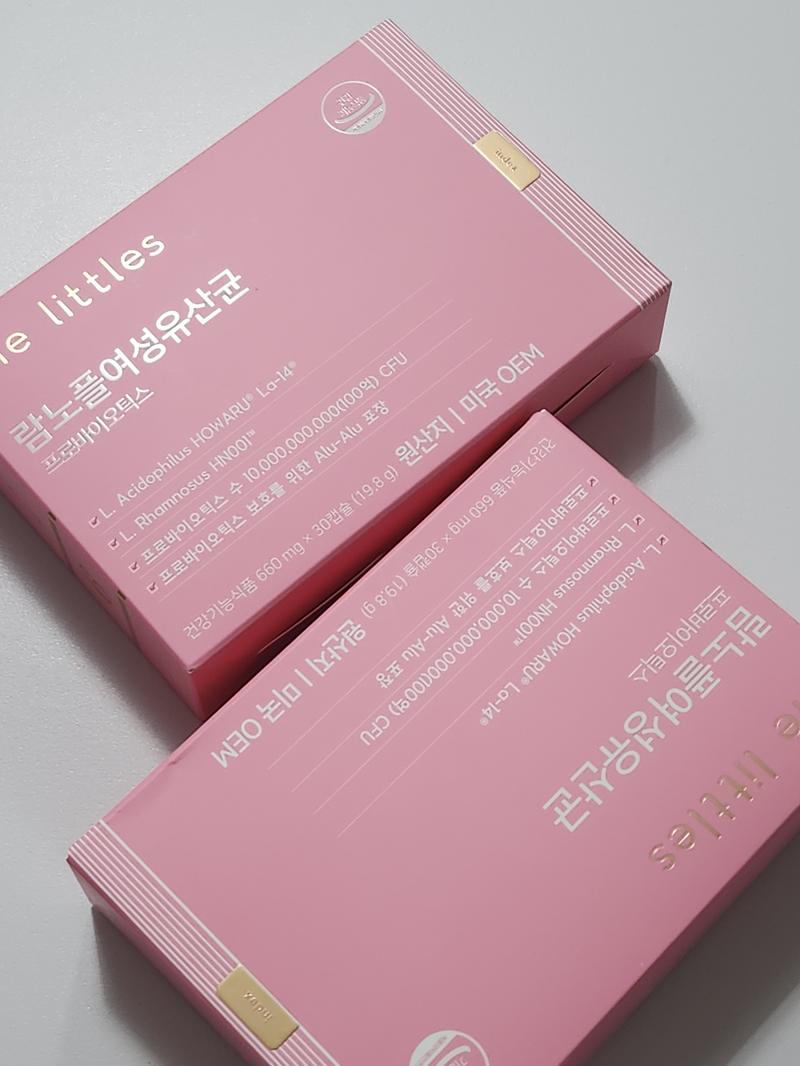 index
littles
람노플여성유산균
프로바이오틱스
L. Acidophilus HOWARU® La-14®
L. Rhamnosus HN001™
프로바이오틱스 수 10,000,000,000(100억) CFU
프로바이오틱스 보호를 위한 Alu-Alu 포장
건강기능식품 660 mg × 30캡슐 (19.8 g)
원산지 | 미국 OEM
littles
람노플여성유산균
프로바이오틱스
L. Acidophilus HOWARU® La-14®
L. Rhamnosus HN001™
프로바이오틱스 수 10,000,000,000(100억) CFU
프로바이오틱스 보호를 위한 Alu-Alu 포장
건강기능식품 660 mg × 30캡슐 (19.8 g)
원산지 | 미국 OEM
index